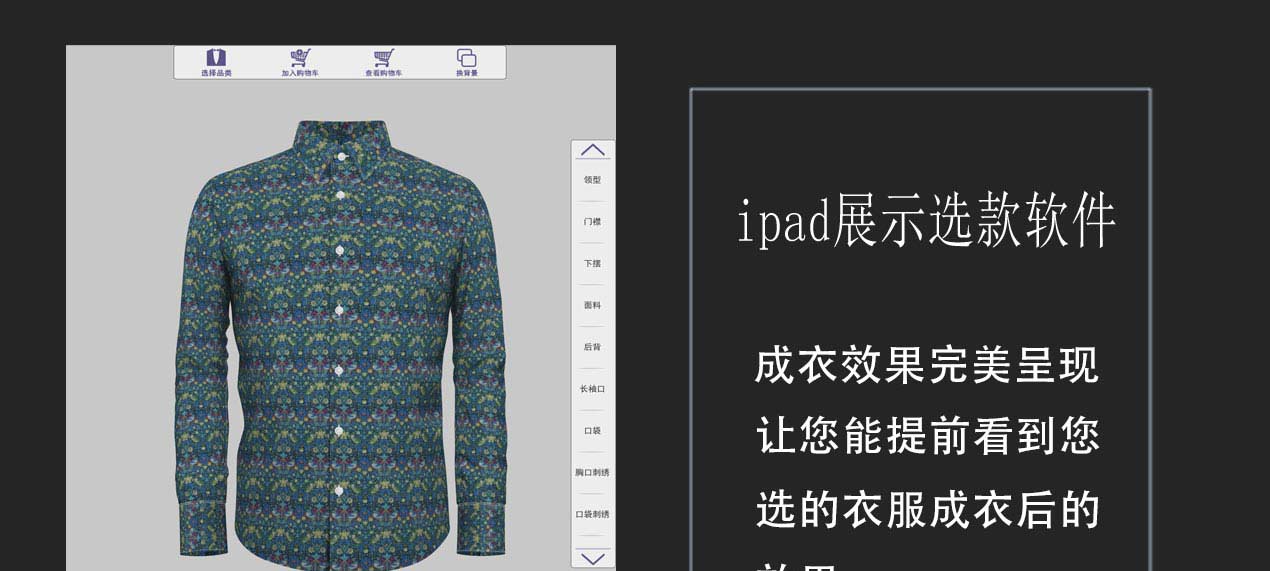 选择品类
加入购物车
查看购物车
换背景
领型
门襟
下摆
面料
后背
长袖口
口袋
胸口刺绣
口袋刺绣
ipad展示选款软件
成衣效果完美呈现
让您能提前看到您
选的衣服成衣后的